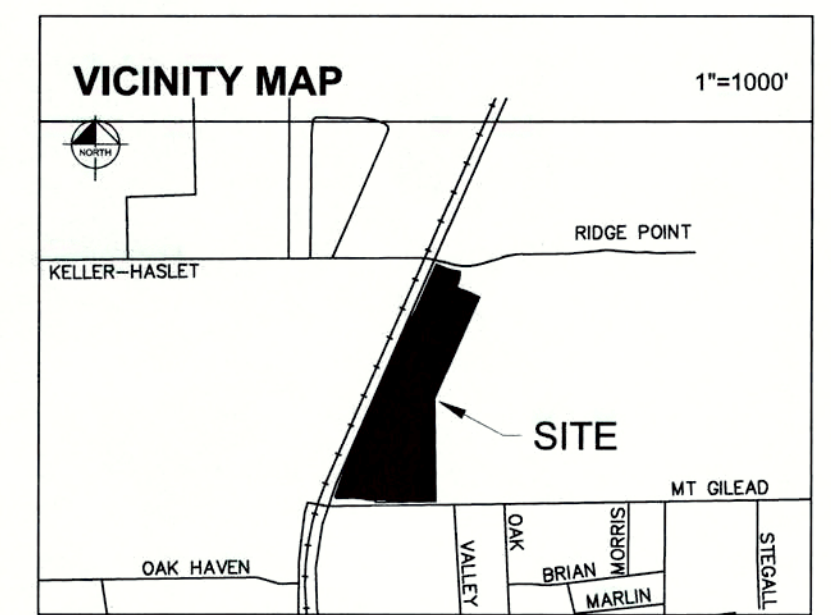 VICINITY MAP
1"=1000'
NORTH
RIDGE POINT
KELLER-HASLET
SITE
MT GILEAD
OAK HAVEN
VALLEY
OAK
BRIAN
MORRIS
MARLIN
STEGALL